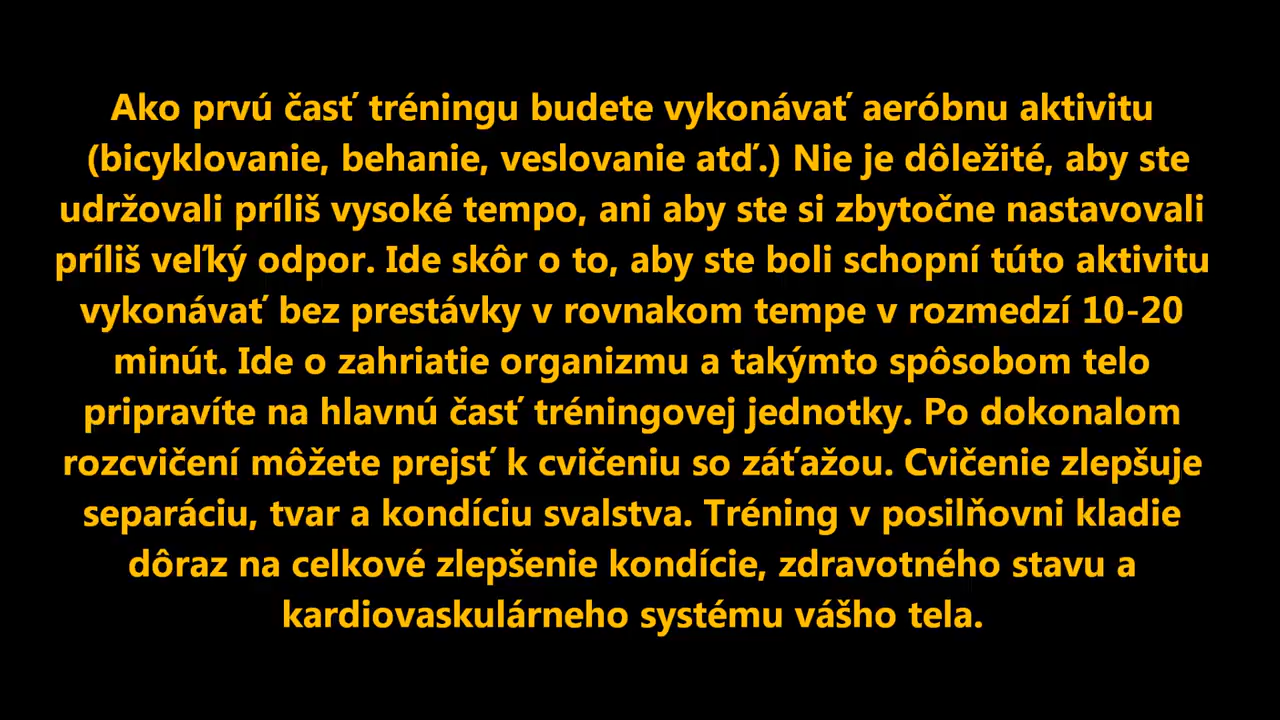 Ako prvú časť tréningu budete vykonávať aeróbnu aktivitu
(bicyklovanie, behanie, veslovanie atď.) Nie je dôležité, aby ste
udržovali príliš vysoké tempo, ani aby ste si zbytočne nastavovali
príliš veľký odpor. Ide skôr o to, aby ste boli schopní túto aktivitu
vykonávať bez prestávky v rovnakom tempe v rozmedzí 10-20
minút. Ide o zahriatie organizmu a takýmto spôsobom telo
pripravíte na hlavnú časť tréningovej jednotky. Po dokonalom
rozcvičení môžete prejsť k cvičeniu so záťažou. Cvičenie zlepšuje
separáciu, tvar a kondíciu svalstva. Tréning v posilňovni kladie
dôraz na celkové zlepšenie kondície, zdravotného stavu a
kardiovaskulárneho systému vášho tela.